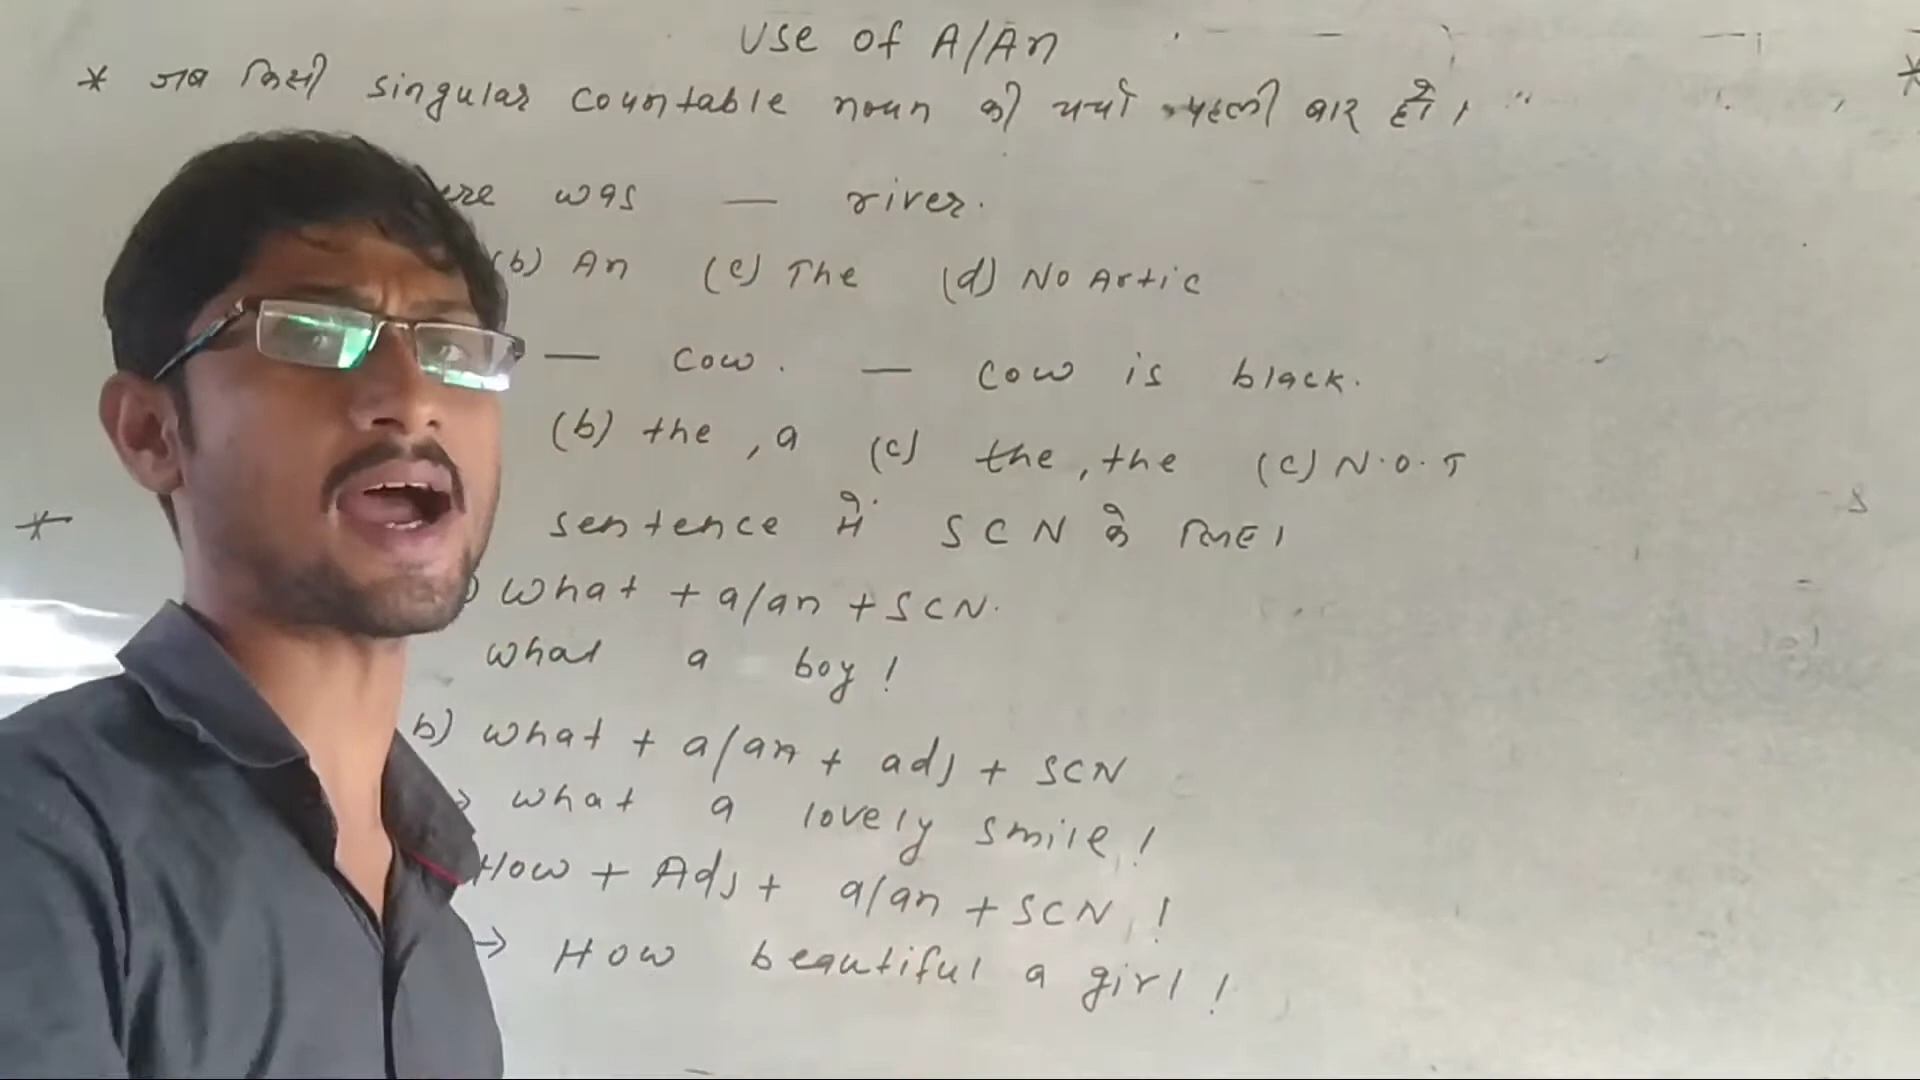 Use of A/An
* जब किसी singular countable noun की चर्चा पहली बार हो।
ere was — river.
(b) An (c) The (d) No Artic
— cow. — cow is black.
(b) the, a (c) the, the (c) N.O.T
* sentence में SCN के लिए।
) what + a/an + SCN.
what a boy!
b) what + a/an + adj + SCN
→ what a lovely smile!
How + Adj + a/an + SCN!
→ How beautiful a girl!